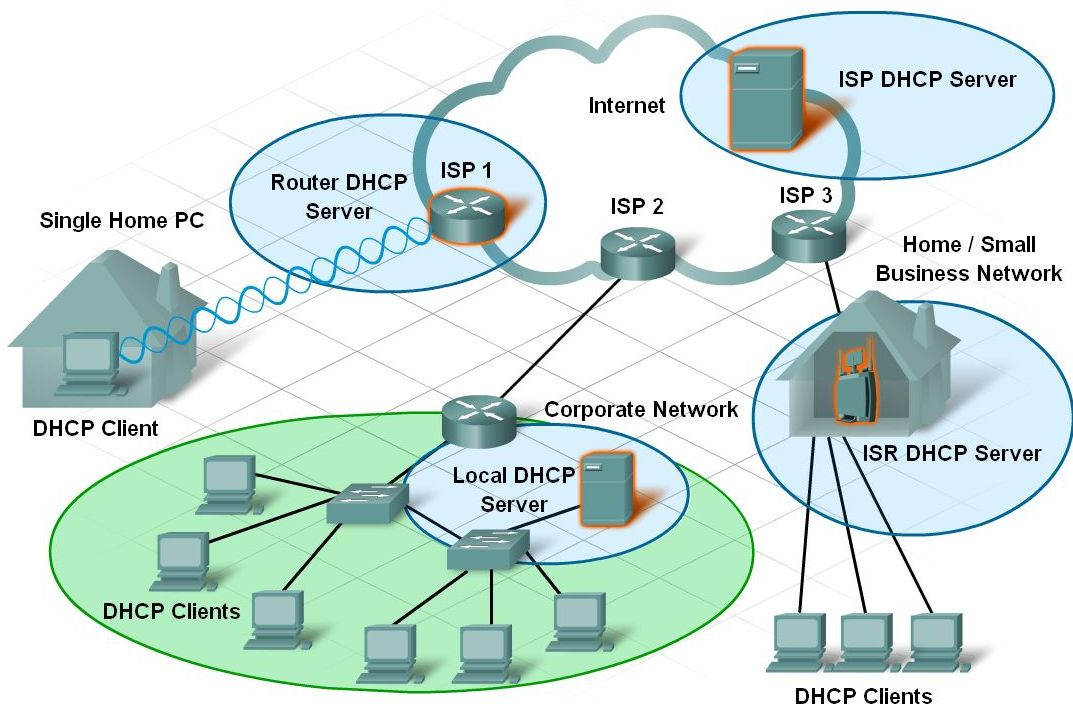 ISP DHCP Server
Internet
ISP 1
Router DHCP
Server
ISP 2
ISP 3
Single Home PC
Home / Small
Business Network
DHCP Client
Corporate Network
Local DHCP
Server
ISR DHCP Server
DHCP Clients
DHCP Clients